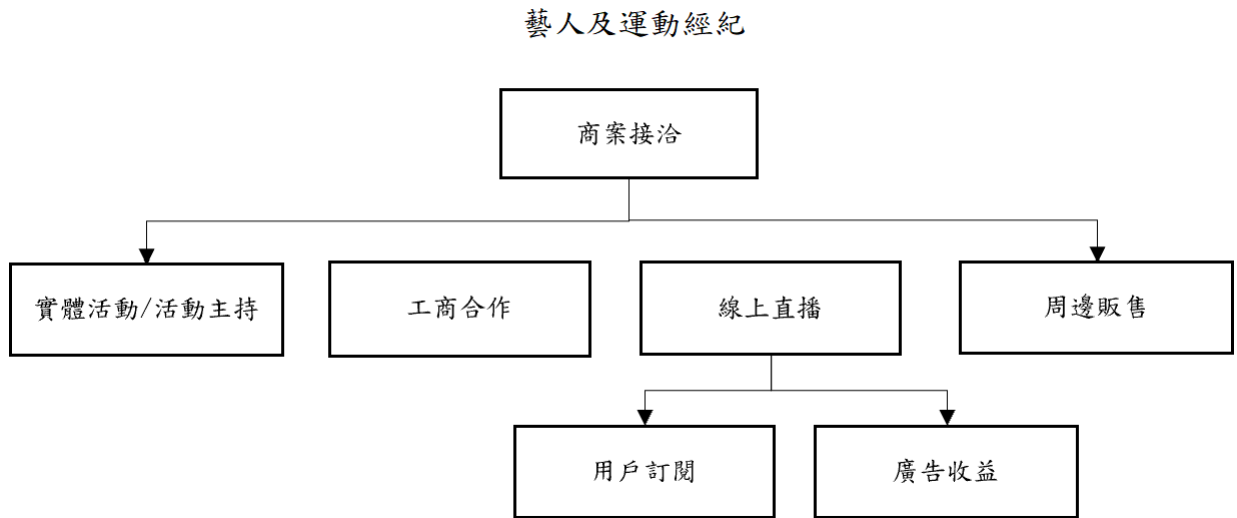 藝人及運動經紀
商案接洽
實體活動/活動主持
工商合作
線上直播
周邊販售
用戶訂閱
廣告收益